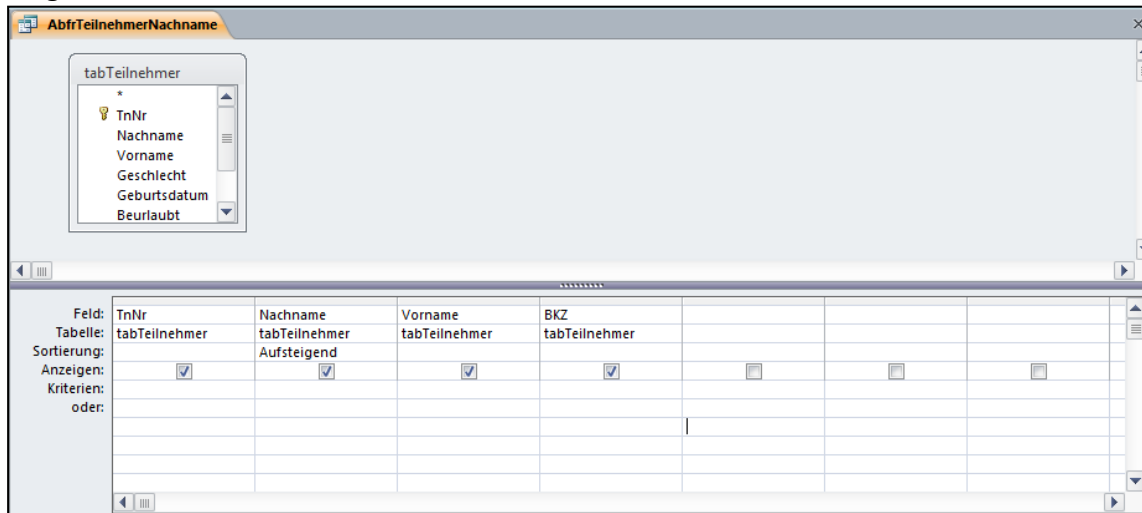 AbfrTeilnehmerNachname
tabTeilnehmer
*
TnNr
Nachname
Vorname
Geschlecht
Geburtsdatum
Beurlaubt
Feld: TnNr Nachname Vorname BKZ
Tabelle: tabTeilnehmer tabTeilnehmer tabTeilnehmer tabTeilnehmer
Sortierung: Aufsteigend
Anzeigen:
Kriterien:
oder: